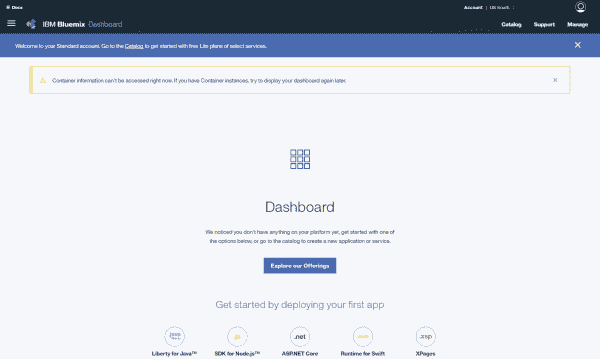 Docs
Account | US South :
IBM Bluemix Dashboard
Catalog Support Manage
Welcome to your Standard account. Go to the Catalog to get started with free Lite plans of select services.
Container information can't be accessed right now. If you have Container instances, try to display your dashboard again later.
Dashboard
We noticed you don't have anything on your platform yet, get started with one
of the options below, or go to the catalog to create a new application or service.
Explore our Offerings
Get started by deploying your first app
Java
.net
.xsp
Liberty for Java™ SDK for Node.js™ ASP.NET Core Runtime for Swift XPages